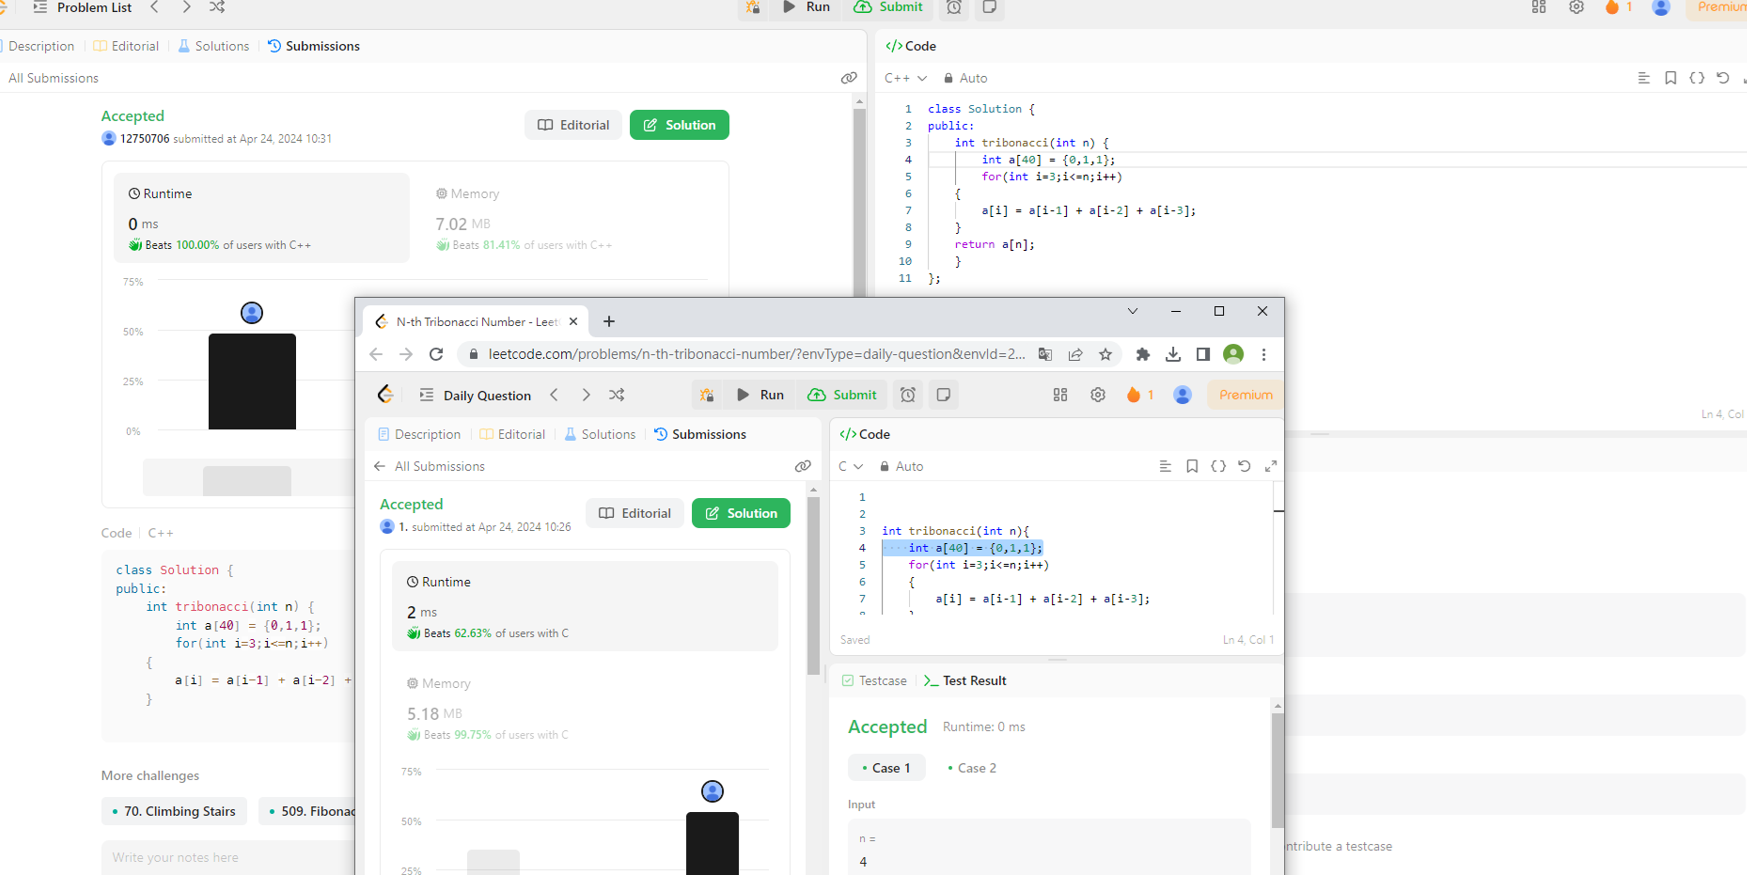 Problem List
Run
Submit
1
Premium
Description
Editorial
Solutions
Submissions
All Submissions
Accepted
12750706 submitted at Apr 24, 2024 10:31
Editorial
Solution
Runtime
0 ms
Beats 100.00% of users with C++
Memory
7.02 MB
Beats 81.41% of users with C++
75%
50%
25%
0%
Code
C++
class Solution {
public:
int tribonacci(int n) {
int a[40] = {0,1,1};
for(int i=3;i<=n;i++)
{
a[i] = a[i-1] + a[i-2] +
}
More challenges
70. Climbing Stairs
509. Fibonac
Write your notes here
</> Code
C++
Auto
1 class Solution {
2 public:
3 int tribonacci(int n) {
4 int a[40] = {0,1,1};
5 for(int i=3;i<=n;i++)
6 {
7 a[i] = a[i-1] + a[i-2] + a[i-3];
8 }
9 return a[n];
10 }
11 };
Ln 4, Col
ntribute a testcase
N-th Tribonacci Number - Leet
leetcode.com/problems/n-th-tribonacci-number/?envType=daily-question&envId=2...
Daily Question
Run
Submit
1
Premium
Description
Editorial
Solutions
Submissions
All Submissions
Accepted
1. submitted at Apr 24, 2024 10:26
Editorial
Solution
Runtime
2 ms
Beats 62.63% of users with C
Memory
5.18 MB
Beats 99.75% of users with C
75%
50%
25%
</> Code
C
Auto
1
2
3 int tribonacci(int n){
4 int a[40] = {0,1,1};
5 for(int i=3;i<=n;i++)
6 {
7 a[i] = a[i-1] + a[i-2] + a[i-3];
Saved
Ln 4, Col 1
Testcase
Test Result
Accepted
Runtime: 0 ms
Case 1
Case 2
Input
n =
4